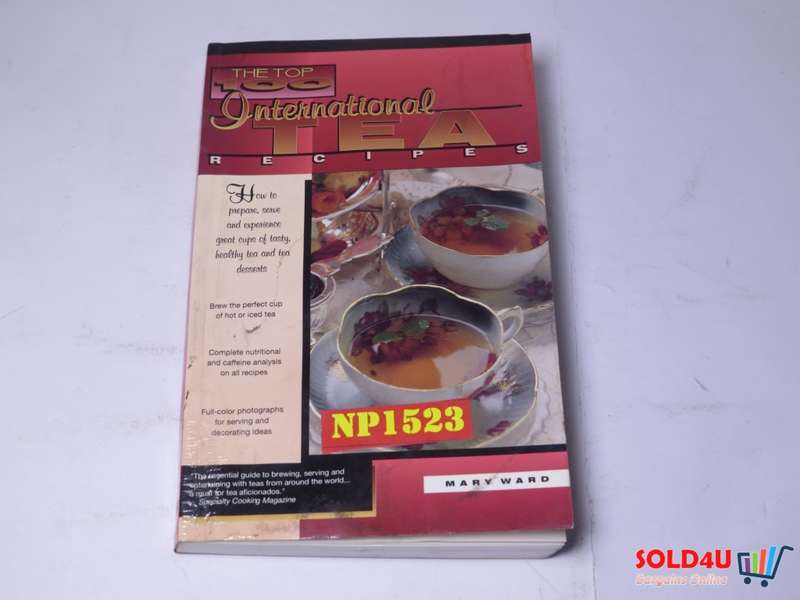 THE TOP
100
International
TEA
RECIPES
How to
prepare, serve
and experience
great cups of tasty,
healthy tea and tea
desserts
Brew the perfect cup
of hot or iced tea
Complete nutritional
and caffeine analysis
on all recipes
Full-color photographs
for serving and
decorating ideas
NP1523
"The essential guide to brewing, serving and
entertaining with teas from around the world...
a must for tea aficionados."
Specialty Cooking Magazine
MARY WARD
SOLD4U
Bargains Online